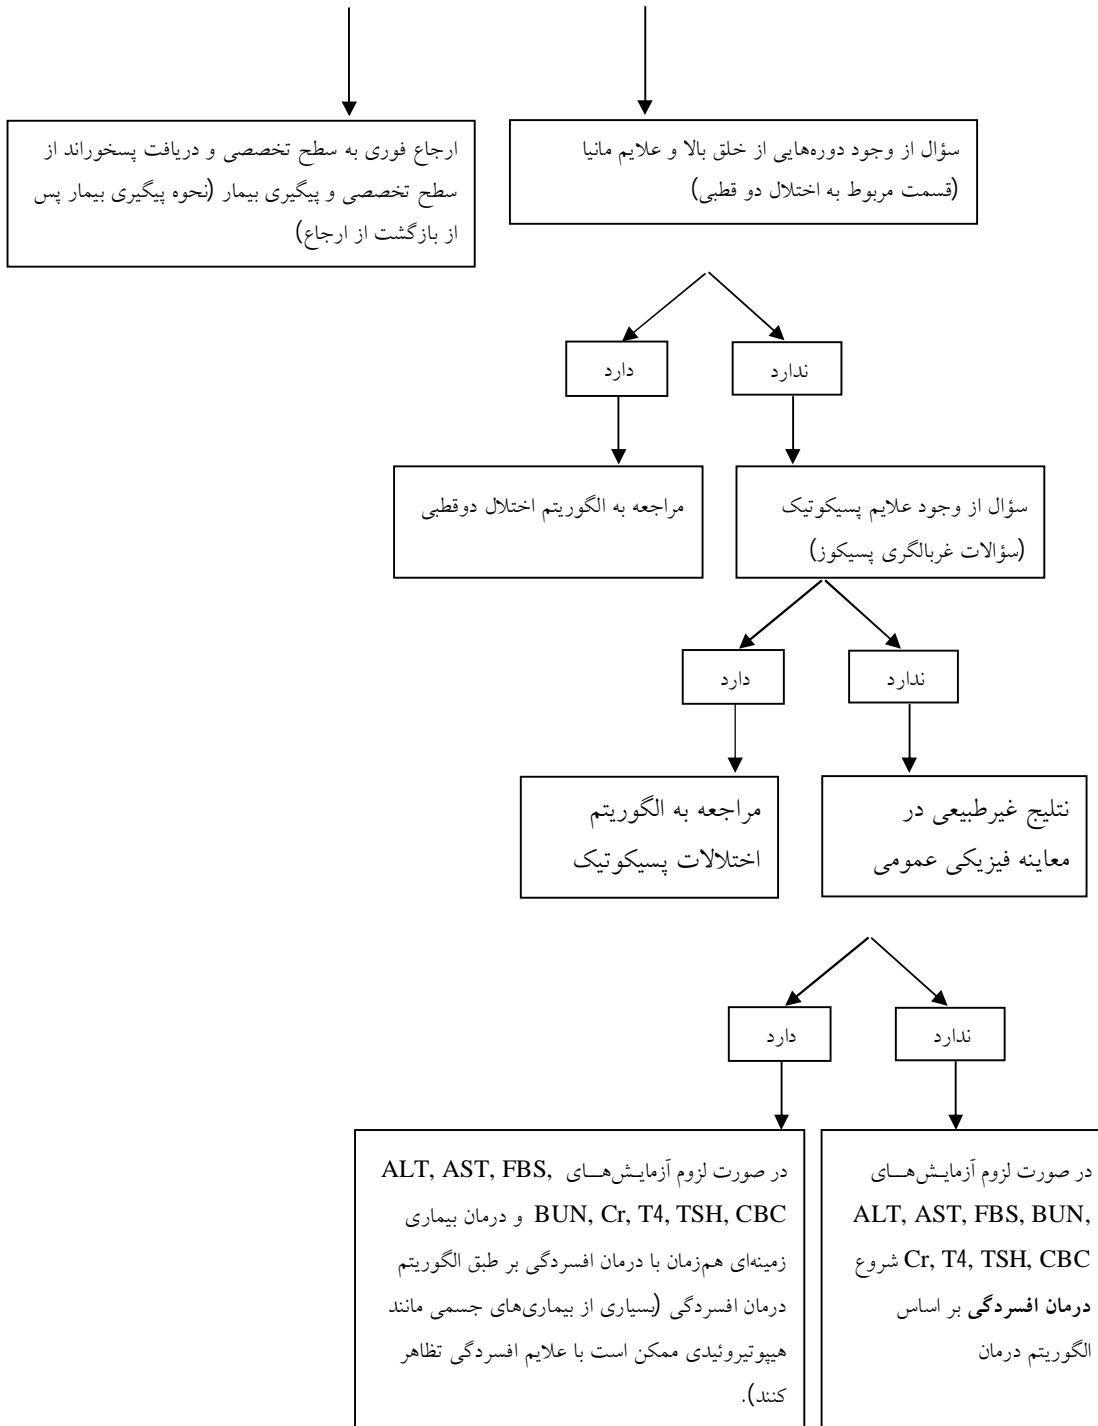 سؤال از وجود دوره‌هایی از خلق بالا و علایم مانیا
(قسمت مربوط به اختلال دو قطبی)
ارجاع فوری به سطح تخصصی و دریافت پسخوراند از
سطح تخصصی و پیگیری بیمار (نحوه پیگیری بیمار پس
از بازگشت از ارجاع)
ندارد
دارد
سؤال از وجود علایم پسیکوتیک
(سؤالات غربالگری پسیکوز)
مراجعه به الگوریتم اختلال دوقطبی
ندارد
دارد
نتلیج غیرطبیعی در
معاینه فیزیکی عمومی
مراجعه به الگوریتم
اختلالات پسیکوتیک
ندارد
دارد
در صورت لزوم آزمایـش‌هــای
ALT, AST, FBS, BUN,
Cr, T4, TSH, CBC شروع
درمان افسردگی بر اساس
الگوریتم درمان
در صورت لزوم آزمایـش‌هــای ALT, AST, FBS,
BUN, Cr, T4, TSH, CBC و درمان بیماری
زمینه‌ای هم‌زمان با درمان افسردگی بر طبق الگوریتم
درمان افسردگی (بسیاری از بیماری‌های جسمی مانند
هیپوتیروئیدی ممکن است با علایم افسردگی تظاهر
کنند).